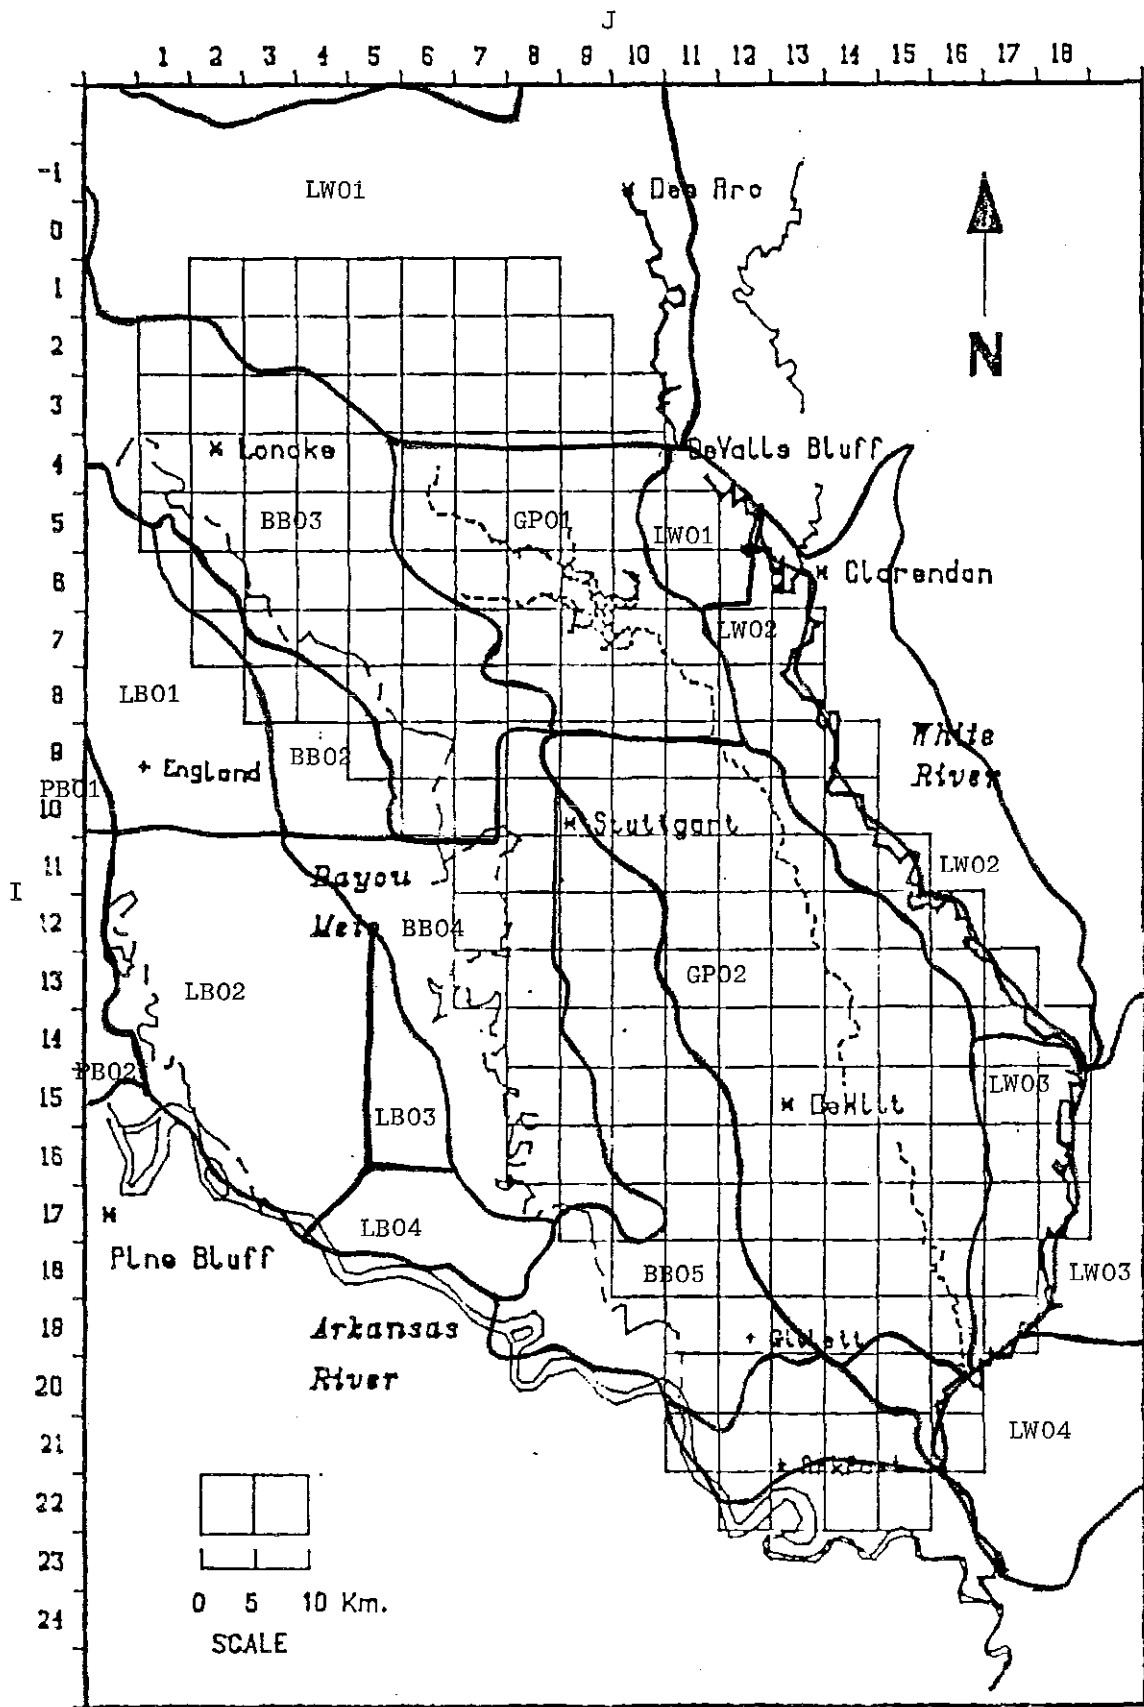 J
1 2 3 4 5 6 7 8 9 10 11 12 13 14 15 16 17 18
-1
LW01
Des Arc
0
1
N
2
3
Lonoke
DeValls Bluff
4
BB03
GP01
LW01
5
6
Clarendon
7
LW02
LB01
8
White
River
9
BB02
+ England
PB01
10
Stuttgart
11
I
Bayou
Meto
LW02
12
BB04
13
LB02
GP02
14
PB02
LW03
15
LB03
DeWitt
16
17
LB04
Pine Bluff
18
BB05
LW03
19
Arkansas
River
+ Gillett
20
21
LW04
22
23
24
0 5 10 Km.
SCALE